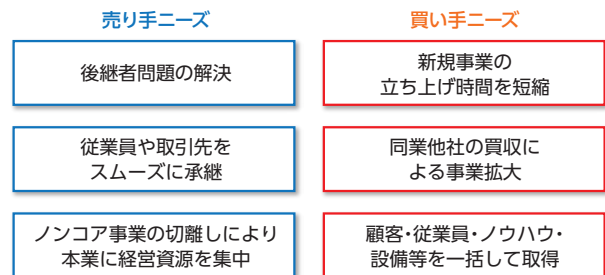 売り手ニーズ
後継者問題の解決
従業員や取引先を
スムーズに承継
ノンコア事業の切離しにより
本業に経営資源を集中
買い手ニーズ
新規事業の
立ち上げ時間を短縮
同業他社の買収に
よる事業拡大
顧客・従業員・ノウハウ・
設備等を一括して取得